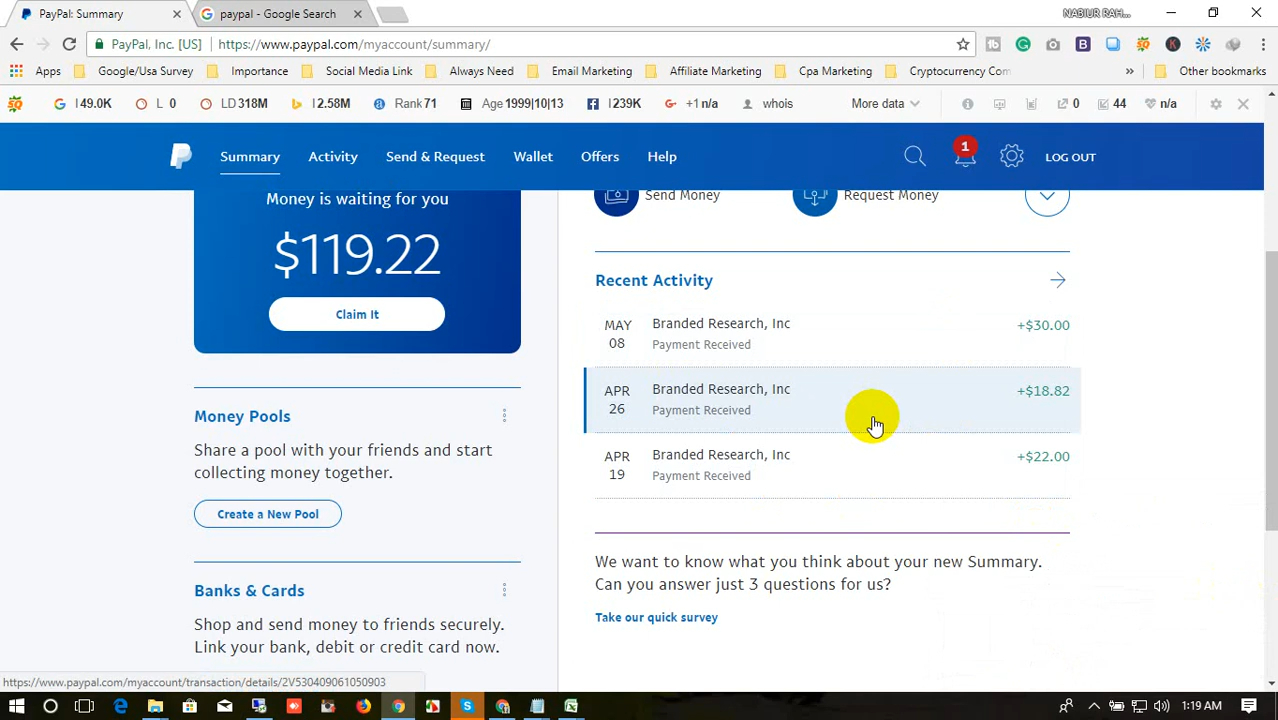 PayPal: Summary
paypal - Google Search
NABIUR RAH...
PayPal, Inc. [US]
https://www.paypal.com/myaccount/summary/
Apps
Google/Usa Survey
Importance
Social Media Link
Always Need
Email Marketing
Affiliate Marketing
Cpa Marketing
Cryptocurrency Com
»
Other bookmarks
I 49.0K
L 0
LD 318M
I 2.58M
Rank 71
Age 1999|10|13
I 239K
+1 n/a
whois
More data
0
44
n/a
Summary
Activity
Send & Request
Wallet
Offers
Help
1
LOG OUT
Money is waiting for you
$119.22
Claim It
Money Pools
Share a pool with your friends and start
collecting money together.
Create a New Pool
Banks & Cards
Shop and send money to friends securely.
Link your bank, debit or credit card now.
Send Money
Request Money
Recent Activity
MAY
08
Branded Research, Inc
Payment Received
+$30.00
APR
26
Branded Research, Inc
Payment Received
+$18.82
APR
19
Branded Research, Inc
Payment Received
+$22.00
We want to know what you think about your new Summary.
Can you answer just 3 questions for us?
Take our quick survey
https://www.paypal.com/myaccount/transaction/details/2V530409061050903
1:19 AM